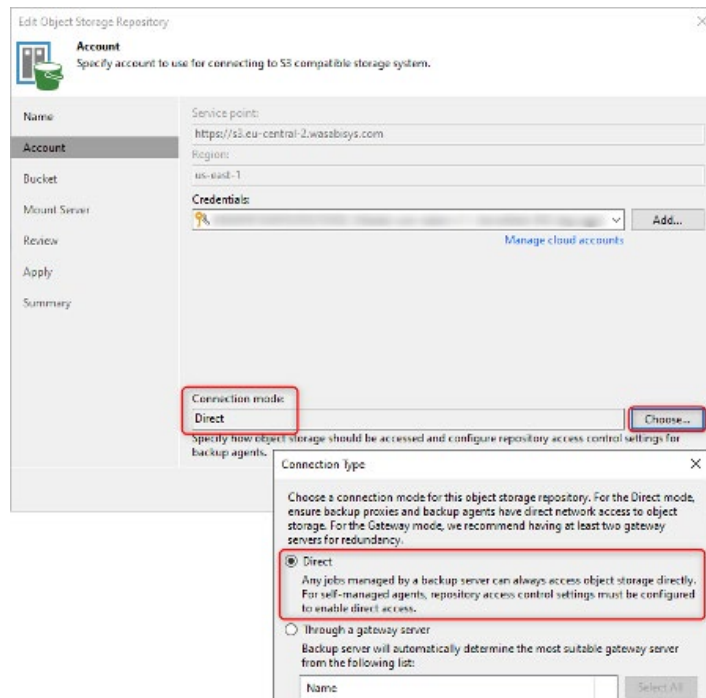 Edit Object Storage Repository
Account
Specify account to use for connecting to S3 compatible storage system.
Name
Account
Bucket
Mount Server
Review
Apply
Summary
Service point:
https://s3.eu-central-2.wasabisys.com
Region:
us-east-1
Credentials:
Add...
Manage cloud accounts
Connection mode:
Direct
Choose...
Specify how object storage should be accessed and configure repository access control settings for
backup agents.
Connection Type
Choose a connection mode for this object storage repository. For the Direct mode,
ensure backup proxies and backup agents have direct network access to object
storage. For the Gateway mode, we recommend having at least two gateway
servers for redundancy.
Direct
Any jobs managed by a backup server can always access object storage directly.
For self-managed agents, repository access control settings must be configured
to enable direct access.
Through a gateway server
Backup server will automatically determine the most suitable gateway server
from the following list:
Name
Select All